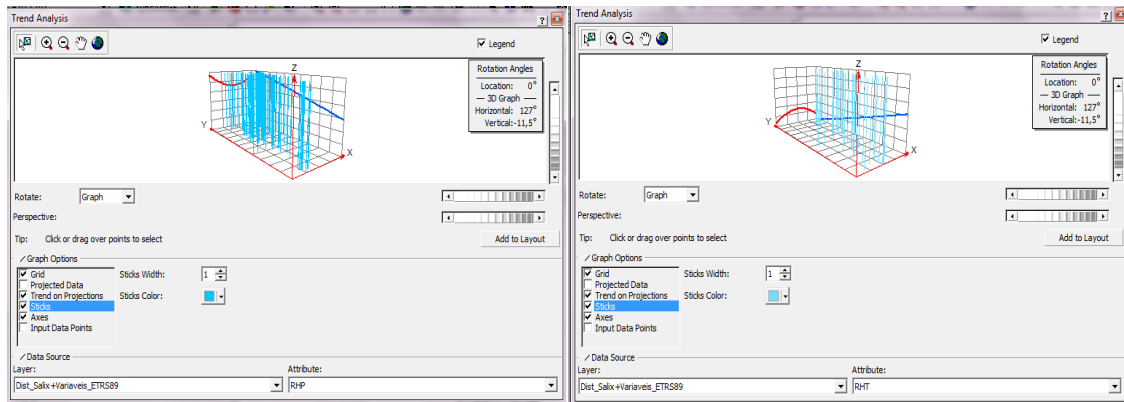 Trend Analysis
Legend
Rotation Angles
Location: 0°
— 3D Graph —
Horizontal: 127°
Vertical:-11,5°
Z
Y
X
Rotate:
Graph
Perspective:
Tip: Click or drag over points to select
Add to Layout
Graph Options
Grid
Projected Data
Trend on Projections
Sticks
Axes
Input Data Points
Sticks Width: 1
Sticks Color:
Data Source
Layer:
Attribute:
Dist_Salix+Variaveis_ETRS89
RHP
Trend Analysis
Legend
Rotation Angles
Location: 0°
— 3D Graph —
Horizontal: 127°
Vertical:-11,5°
Z
Y
X
Rotate:
Graph
Perspective:
Tip: Click or drag over points to select
Add to Layout
Graph Options
Grid
Projected Data
Trend on Projections
Sticks
Axes
Input Data Points
Sticks Width: 1
Sticks Color:
Data Source
Layer:
Attribute:
Dist_Salix+Variaveis_ETRS89
RHT